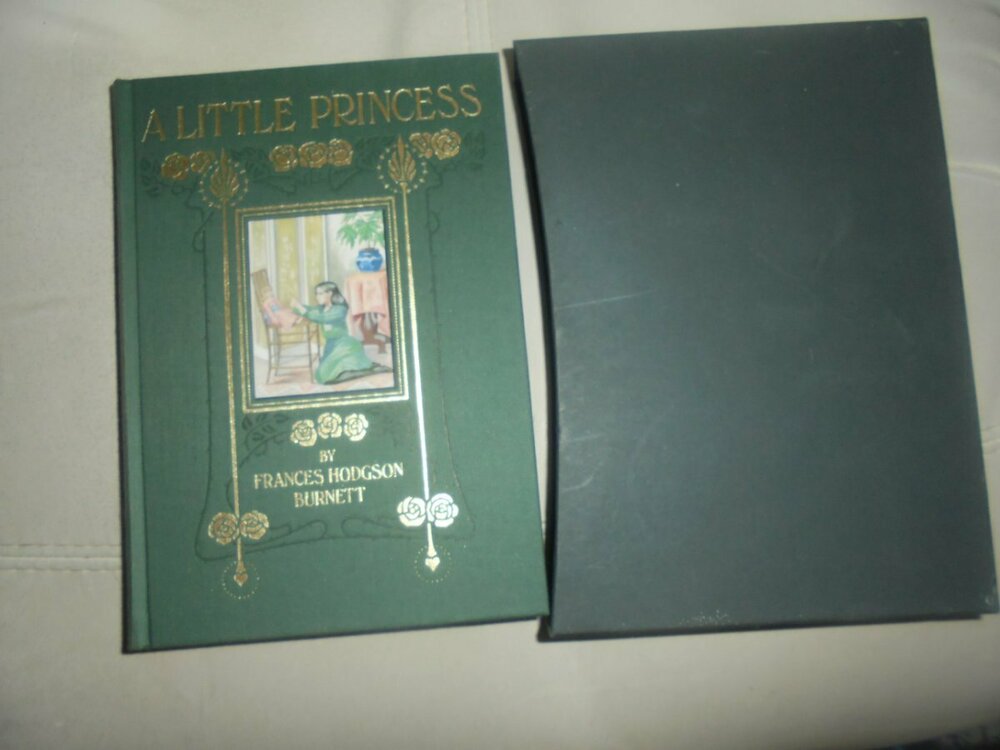 A LITTLE PRINCESS
BY
FRANCES HODGSON
BURNETT